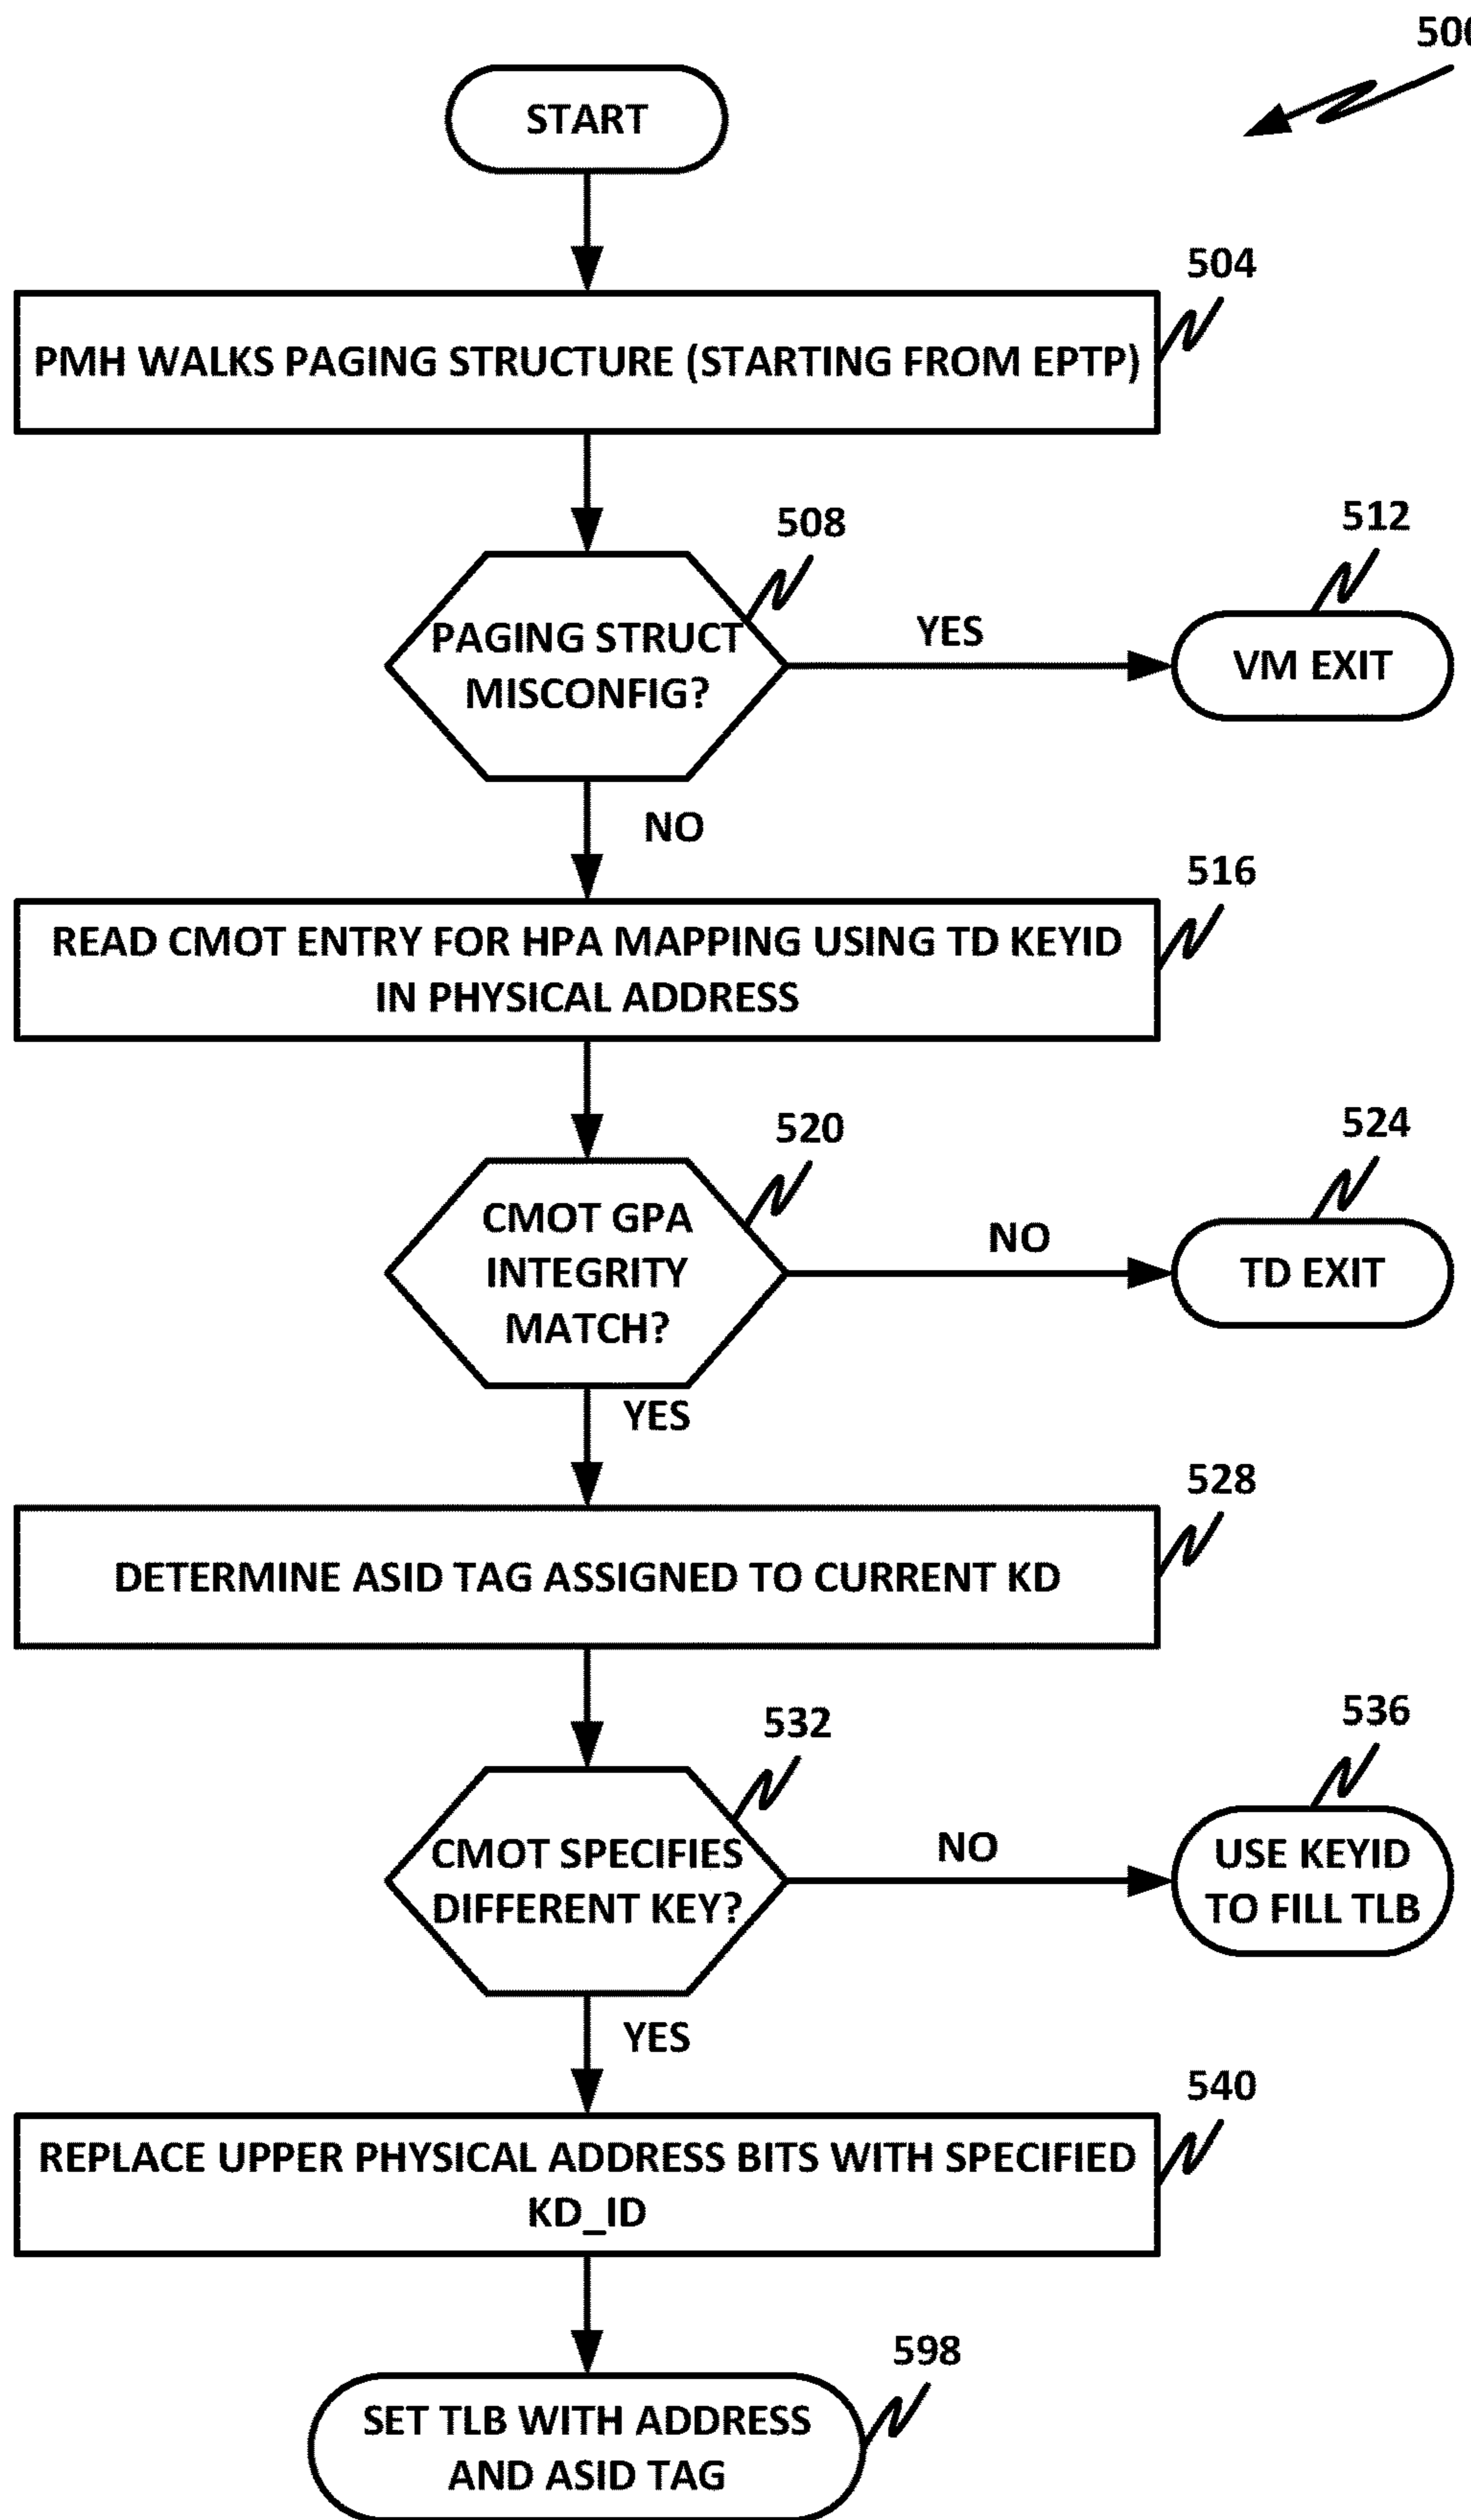 500
START
504
PMH WALKS PAGING STRUCTURE (STARTING FROM EPTP)
508
512
PAGING STRUCT
MISCONFIG?
YES
VM EXIT
NO
516
READ CMOT ENTRY FOR HPA MAPPING USING TD KEYID
IN PHYSICAL ADDRESS
520
524
CMOT GPA
INTEGRITY
MATCH?
NO
TD EXIT
YES
528
DETERMINE ASID TAG ASSIGNED TO CURRENT KD
532
536
CMOT SPECIFIES
DIFFERENT KEY?
NO
USE KEYID
TO FILL TLB
YES
540
REPLACE UPPER PHYSICAL ADDRESS BITS WITH SPECIFIED
KD_ID
598
SET TLB WITH ADDRESS
AND ASID TAG